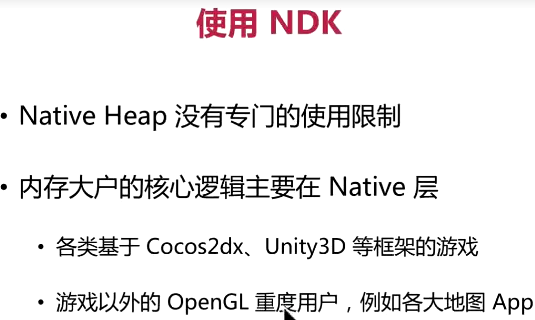 使用 NDK
• Native Heap 没有专门的使用限制
• 内存大户的核心逻辑主要在 Native 层
• 各类基于 Cocos2dx、Unity3D 等框架的游戏
• 游戏以外的 OpenGL 重度用户，例如各大地图 App